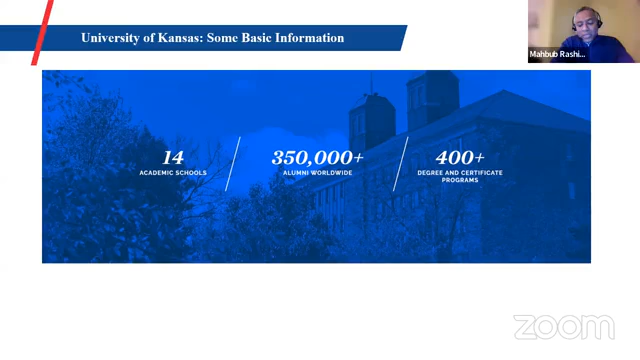 University of Kansas: Some Basic Information
Mahbub Rashi...
14
ACADEMIC SCHOOLS
350,000+
ALUMNI WORLDWIDE
400+
DEGREE AND CERTIFICATE
PROGRAMS
zoom